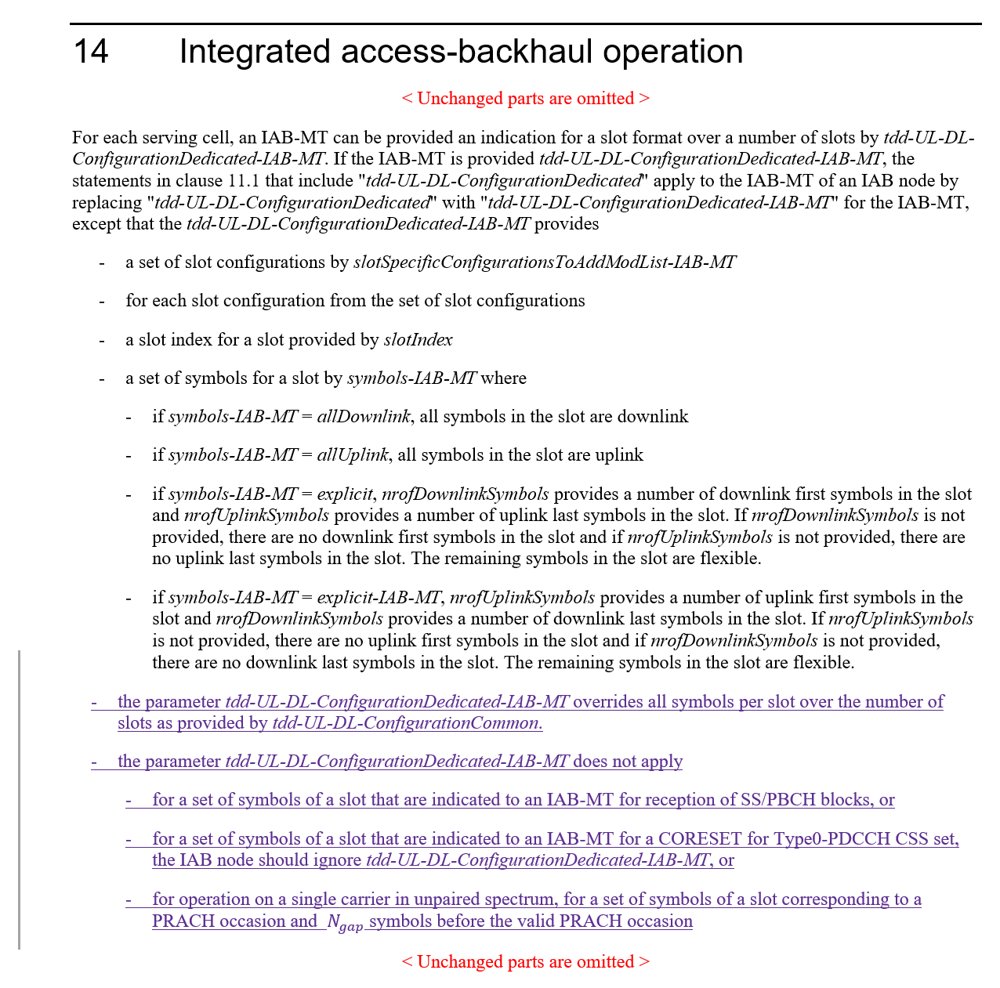 14 Integrated access-backhaul operation
< Unchanged parts are omitted >
For each serving cell, an IAB-MT can be provided an indication for a slot format over a number of slots by tdd-UL-DL-
ConfigurationDedicated-IAB-MT. If the IAB-MT is provided tdd-UL-DL-ConfigurationDedicated-IAB-MT, the
statements in clause 11.1 that include "tdd-UL-DL-ConfigurationDedicated" apply to the IAB-MT of an IAB node by
replacing "tdd-UL-DL-ConfigurationDedicated" with "tdd-UL-DL-ConfigurationDedicated-IAB-MT" for the IAB-MT,
except that the tdd-UL-DL-ConfigurationDedicated-IAB-MT provides
- a set of slot configurations by slotSpecificConfigurationsToAddModList-IAB-MT
- for each slot configuration from the set of slot configurations
- a slot index for a slot provided by slotIndex
- a set of symbols for a slot by symbols-IAB-MT where
- if symbols-IAB-MT = allDownlink, all symbols in the slot are downlink
- if symbols-IAB-MT = allUplink, all symbols in the slot are uplink
- if symbols-IAB-MT = explicit, nrofDownlinkSymbols provides a number of downlink first symbols in the slot
and nrofUplinkSymbols provides a number of uplink last symbols in the slot. If nrofDownlinkSymbols is not
provided, there are no downlink first symbols in the slot and if nrofUplinkSymbols is not provided, there are
no uplink last symbols in the slot. The remaining symbols in the slot are flexible.
- if symbols-IAB-MT = explicit-IAB-MT, nrofUplinkSymbols provides a number of uplink first symbols in the
slot and nrofDownlinkSymbols provides a number of downlink last symbols in the slot. If nrofUplinkSymbols
is not provided, there are no uplink first symbols in the slot and if nrofDownlinkSymbols is not provided,
there are no downlink last symbols in the slot. The remaining symbols in the slot are flexible.
- the parameter tdd-UL-DL-ConfigurationDedicated-IAB-MT overrides all symbols per slot over the number of
slots as provided by tdd-UL-DL-ConfigurationCommon.
- the parameter tdd-UL-DL-ConfigurationDedicated-IAB-MT does not apply
- for a set of symbols of a slot that are indicated to an IAB-MT for reception of SS/PBCH blocks, or
- for a set of symbols of a slot that are indicated to an IAB-MT for a CORESET for Type0-PDCCH CSS set,
the IAB node should ignore tdd-UL-DL-ConfigurationDedicated-IAB-MT, or
- for operation on a single carrier in unpaired spectrum, for a set of symbols of a slot corresponding to a
PRACH occasion and N_gap symbols before the valid PRACH occasion
< Unchanged parts are omitted >